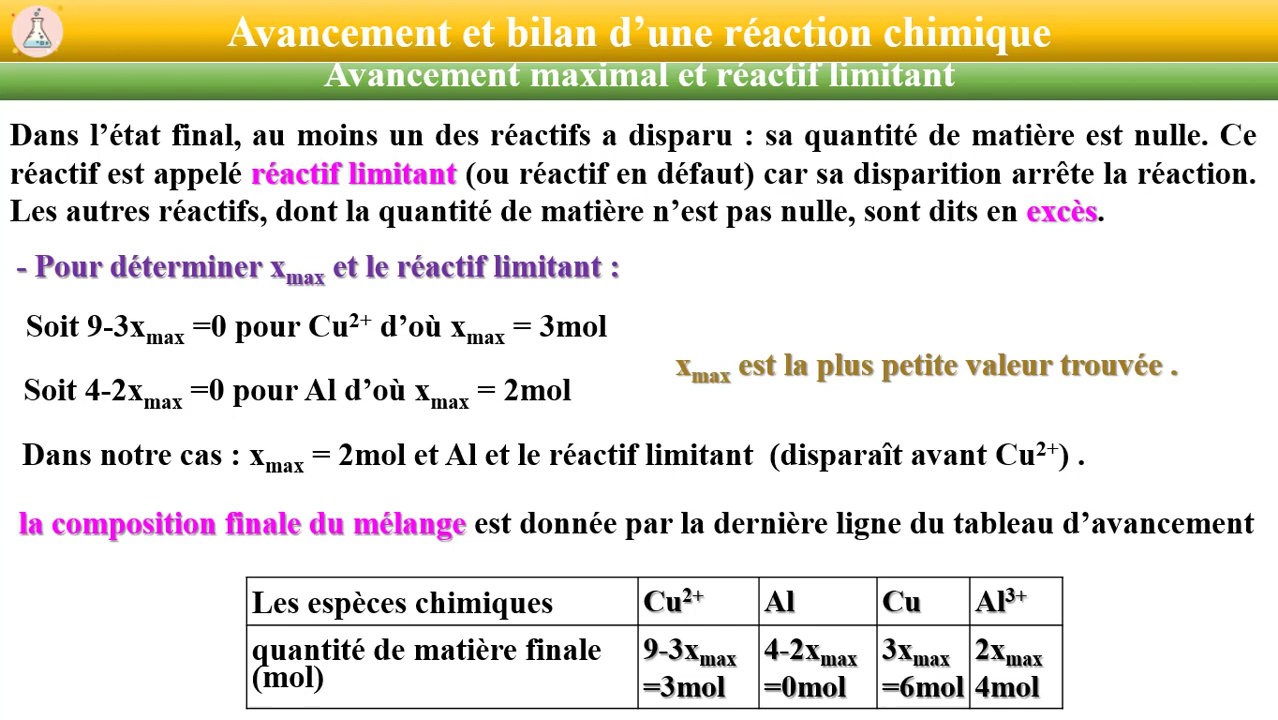 Avancement et bilan d’une réaction chimique
Avancement maximal et réactif limitant
Dans l’état final, au moins un des réactifs a disparu : sa quantité de matière est nulle. Ce
réactif est appelé réactif limitant (ou réactif en défaut) car sa disparition arrête la réaction.
Les autres réactifs, dont la quantité de matière n’est pas nulle, sont dits en excès.
- Pour déterminer xmax et le réactif limitant :
Soit 9-3xmax =0 pour Cu²⁺ d’où xmax = 3mol
xmax est la plus petite valeur trouvée .
Soit 4-2xmax =0 pour Al d’où xmax = 2mol
Dans notre cas : xmax = 2mol et Al et le réactif limitant (disparaît avant Cu²⁺) .
la composition finale du mélange est donnée par la dernière ligne du tableau d’avancement
Les espèces chimiques Cu²⁺ Al Cu Al³⁺
quantité de matière finale 9-3xmax 4-2xmax 3xmax 2xmax
(mol) =3mol =0mol =6mol 4mol